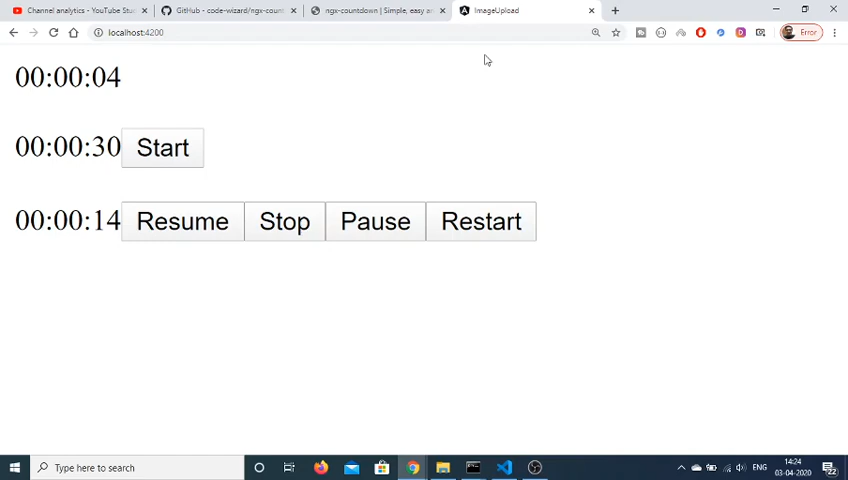 Channel analytics - YouTube Stu
GitHub - code-wizard/ngx-count
ngx-countdown | Simple, easy a
ImageUpload
localhost:4200
Error
00:00:04
00:00:30 Start
00:00:14 Resume Stop Pause Restart
Type here to search
ENG
14:24
03-04-2020
22